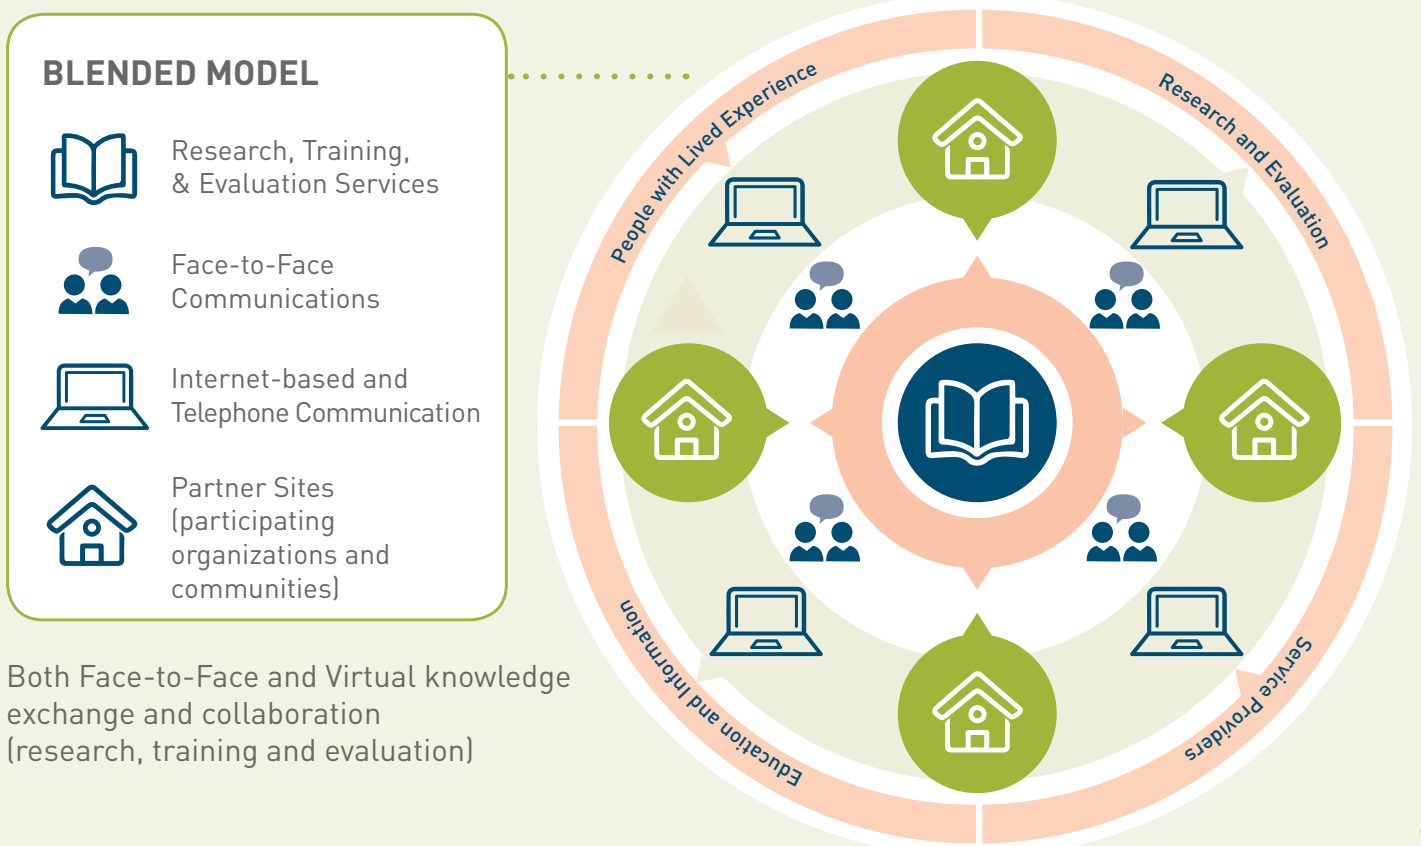 BLENDED MODEL
Research, Training,
& Evaluation Services
Face-to-Face
Communications
Internet-based and
Telephone Communication
Partner Sites
(participating
organizations and
communities)
Both Face-to-Face and Virtual knowledge
exchange and collaboration
(research, training and evaluation)
People with Lived Experience
Research and Evaluation
Education and Information
Service Providers